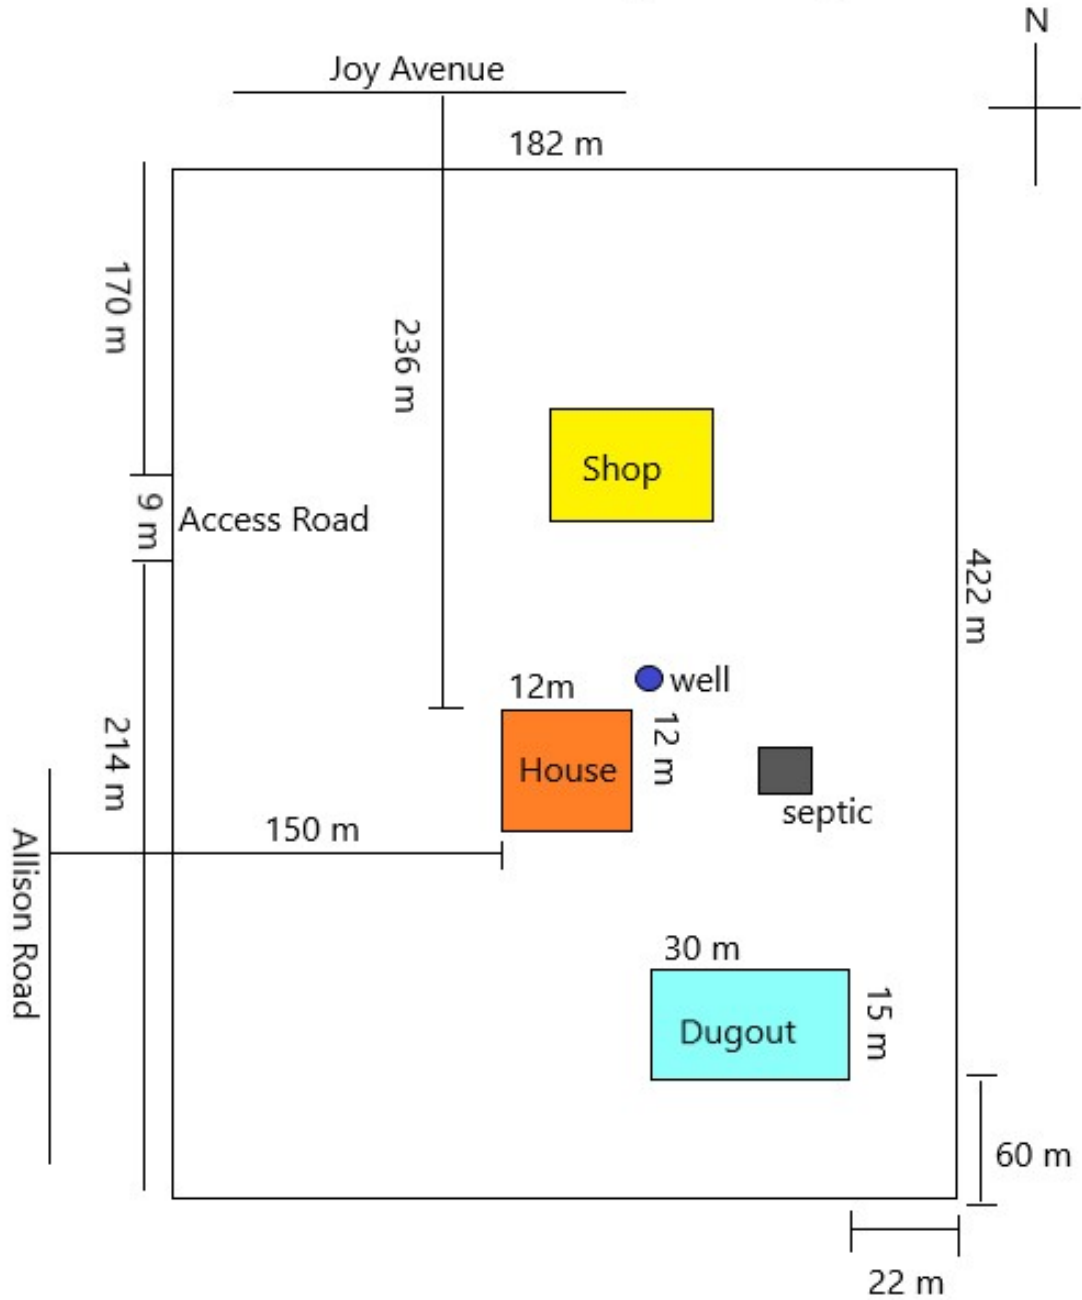 N
Joy Avenue
182 m
170 m
236 m
Shop
9 m
Access Road
422 m
well
12m
12 m
House
214 m
septic
150 m
Allison Road
30 m
15 m
Dugout
60 m
22 m